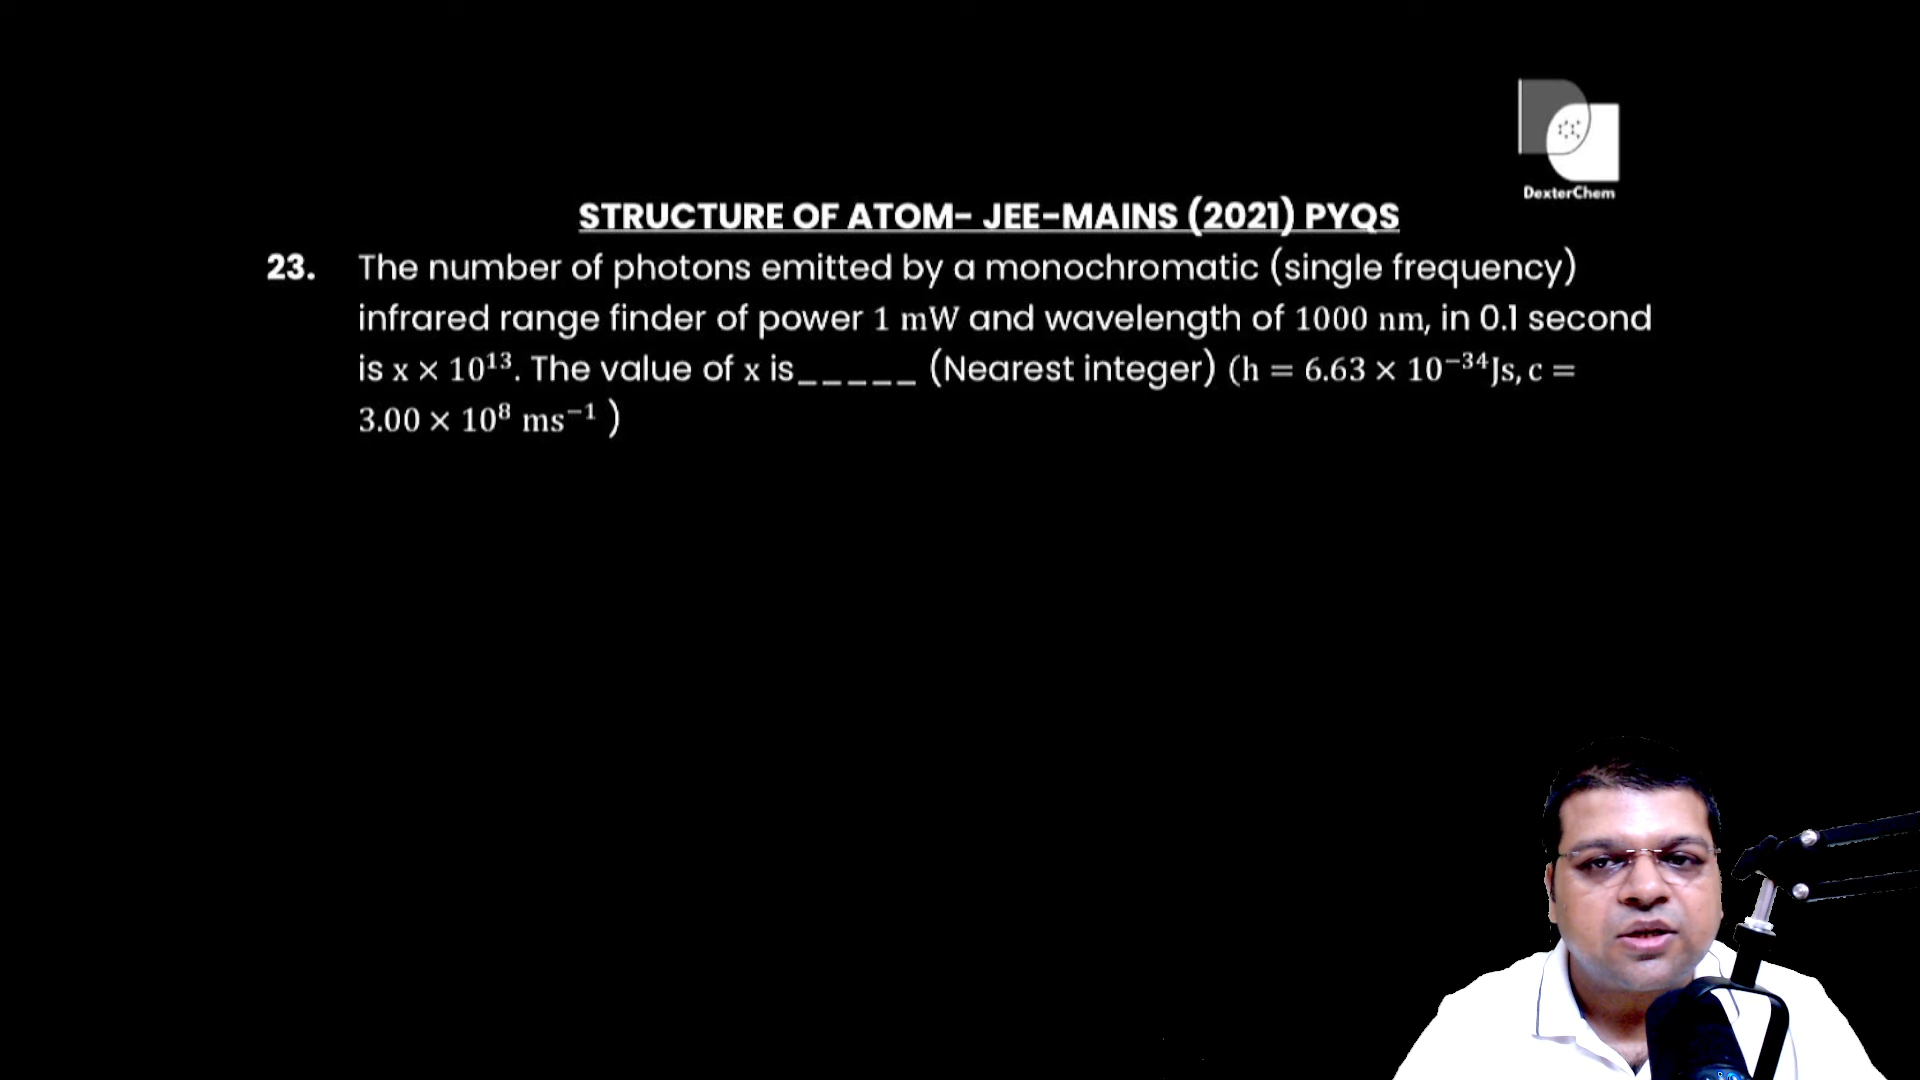 DexterChem
STRUCTURE OF ATOM- JEE-MAINS (2021) PYQS
23. The number of photons emitted by a monochromatic (single frequency)
infrared range finder of power 1 mW and wavelength of 1000 nm, in 0.1 second
is x × 10¹³. The value of x is_____ (Nearest integer) (h = 6.63 × 10⁻³⁴Js, c =
3.00 × 10⁸ ms⁻¹ )